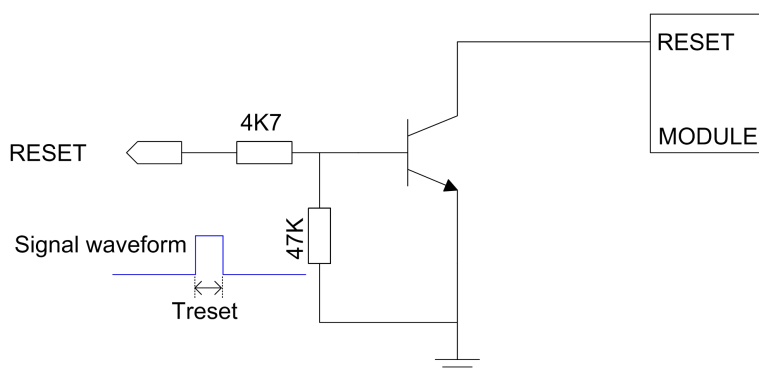 RESET
4K7
RESET
MODULE
47K
Signal waveform
Treset